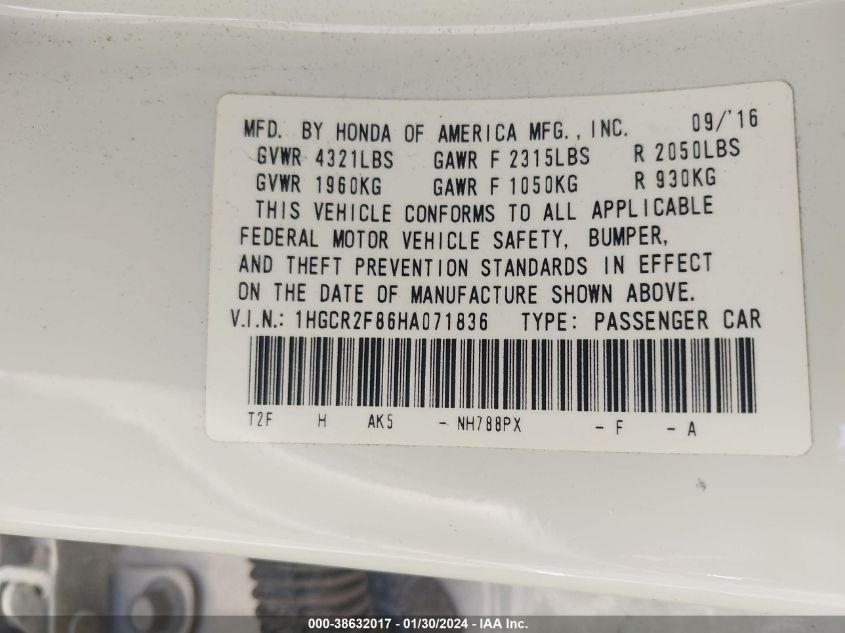 MFD. BY HONDA OF AMERICA MFG., INC. 09/'16
GVWR 4321LBS GAWR F 2315LBS R 2050LBS
GVWR 1960KG GAWR F 1050KG R 930KG
THIS VEHICLE CONFORMS TO ALL APPLICABLE
FEDERAL MOTOR VEHICLE SAFETY, BUMPER,
AND THEFT PREVENTION STANDARDS IN EFFECT
ON THE DATE OF MANUFACTURE SHOWN ABOVE.
V.I.N.: 1HGCR2F86HA071836 TYPE: PASSENGER CAR
T2F H AK5 - NH788PX - F - A
000-38632017 - 01/30/2024 - IAA Inc.